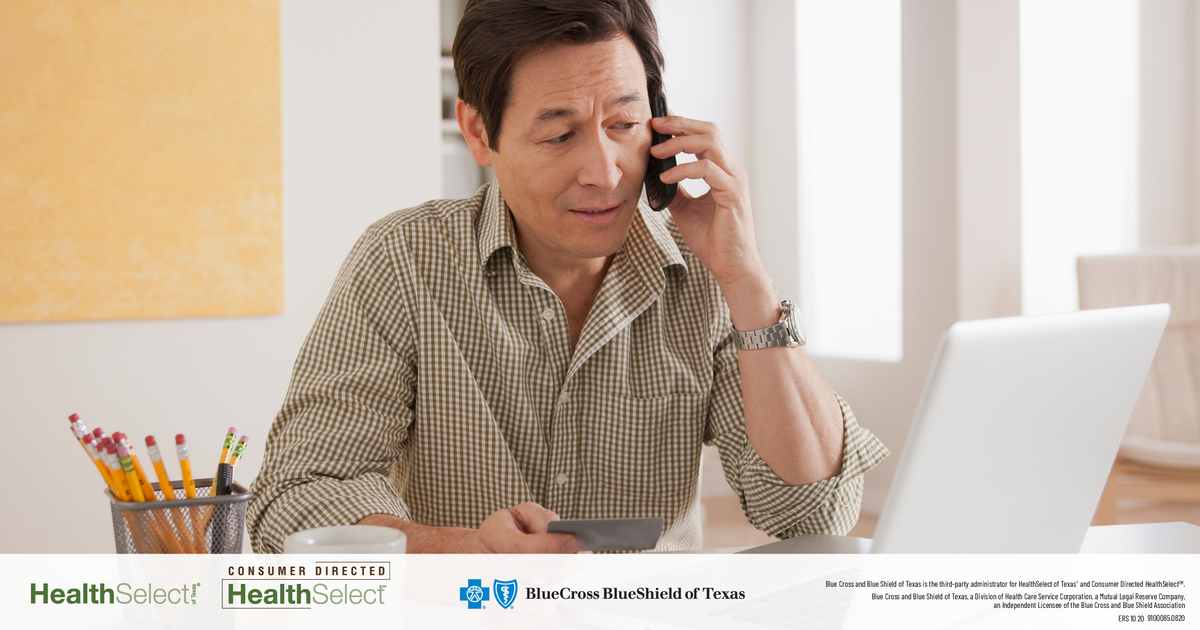 HealthSelect of Texas®
CONSUMER DIRECTED
HealthSelect℠
BlueCross BlueShield of Texas
Blue Cross and Blue Shield of Texas is the third-party administrator for HealthSelect of Texas® and Consumer Directed HealthSelect℠.
Blue Cross and Blue Shield of Texas, a Division of Health Care Service Corporation, a Mutual Legal Reserve Company,
an Independent Licensee of the Blue Cross and Blue Shield Association
ERS 10 20 9100085.0620